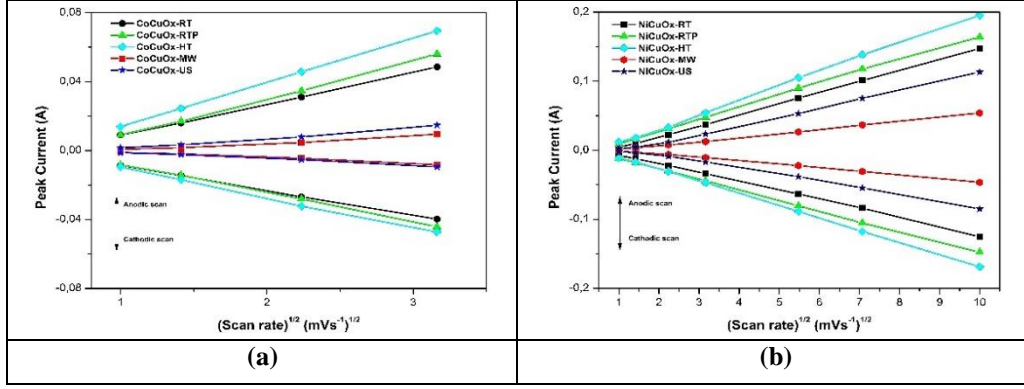 0,08
0,04
0,00
-0,04
-0,08
Peak Current (A)
CoCuOx-RT
CoCuOx-RTP
CoCuOx-HT
CoCuOx-MW
CoCuOx-US
Anodic scan
Cathodic scan
1 2 3
(Scan rate)1/2 (mVs-1)1/2
0,2
0,1
0,0
-0,1
-0,2
Peak Current (A)
NiCuOx-RT
NiCuOx-RTP
NiCuOx-HT
NiCuOx-MW
NiCuOx-US
Anodic scan
Cathodic scan
1 2 3 4 5 6 7 8 9 10
(Scan rate)1/2 (mVs-1)1/2
(a)
(b)